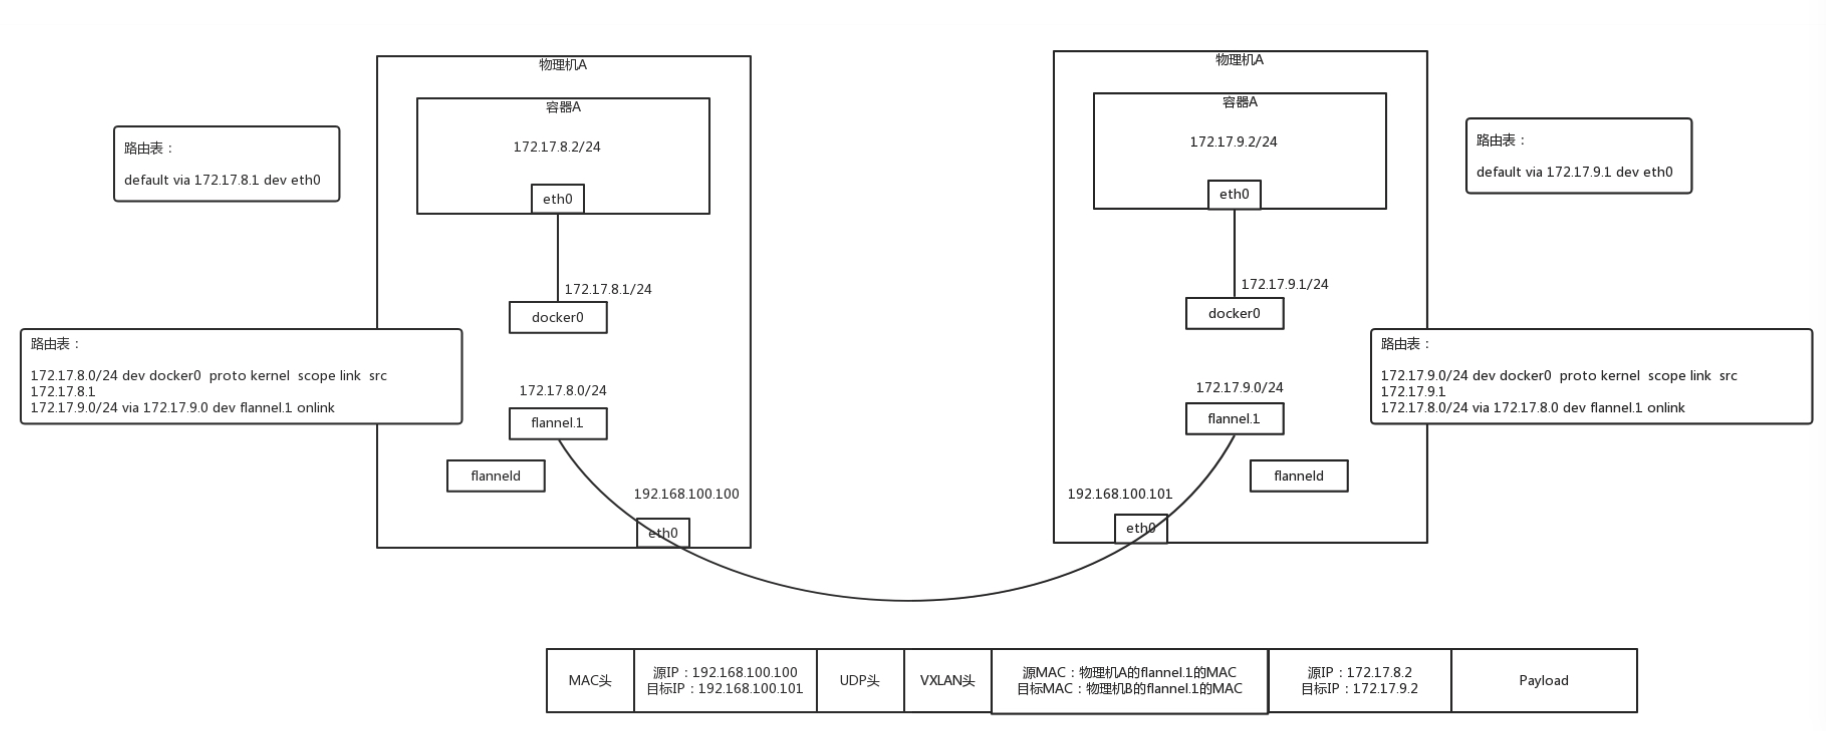 物理机A
容器A
172.17.8.2/24
eth0
路由表：
default via 172.17.8.1 dev eth0
172.17.8.1/24
docker0
路由表：
172.17.8.0/24 dev docker0  proto kernel  scope link  src
172.17.8.1
172.17.9.0/24 via 172.17.9.0 dev flannel.1 onlink
172.17.8.0/24
flannel.1
flanneld
192.168.100.100
eth0
物理机A
容器A
172.17.9.2/24
eth0
路由表：
default via 172.17.9.1 dev eth0
172.17.9.1/24
docker0
路由表：
172.17.9.0/24 dev docker0  proto kernel  scope link  src
172.17.9.1
172.17.8.0/24 via 172.17.8.0 dev flannel.1 onlink
172.17.9.0/24
flannel.1
flanneld
192.168.100.101
eth0
MAC头
源IP：192.168.100.100
目标IP：192.168.100.101
UDP头
VXLAN头
源MAC：物理机A的flannel.1的MAC
目标MAC：物理机B的flannel.1的MAC
源IP：172.17.8.2
目标IP：172.17.9.2
Payload